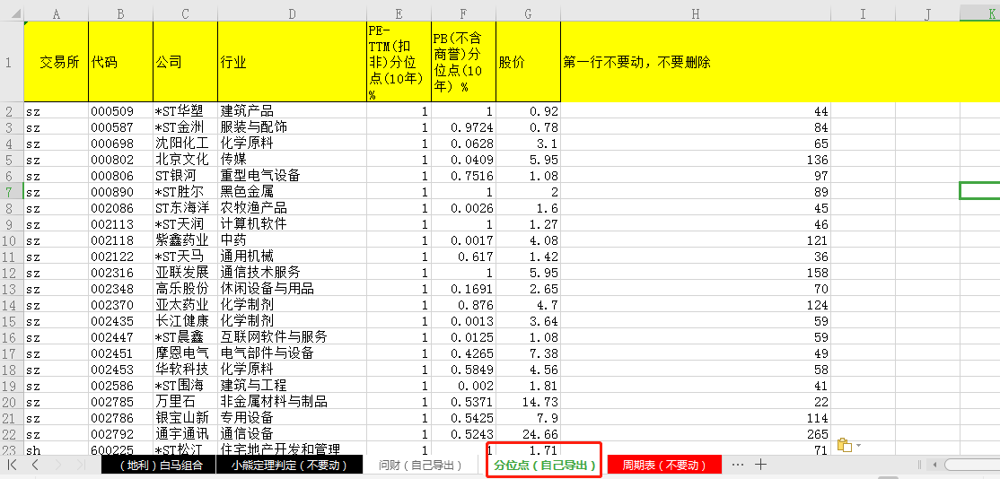 A B C D E F G H I J K
1 交易所 代码 公司 行业 PE-TTM(扣非)分位点(10年)% PB(不含商誉)分位点(10年)% 股价 第一行不要动，不要删除
2 sz 000509 *ST华塑 建筑产品 1 1 0.92 44
3 sz 000587 *ST金洲 服装与配饰 1 0.9724 0.78 84
4 sz 000698 沈阳化工 化学原料 1 0.0628 3.1 65
5 sz 000802 北京文化 传媒 1 0.0409 5.95 136
6 sz 000806 ST银河 重型电气设备 1 0.7516 1.08 97
7 sz 000890 *ST胜尔 黑色金属 1 1 2 89
8 sz 002086 ST东海洋 农牧渔产品 1 0.0026 1.6 45
9 sz 002113 *ST天润 计算机软件 1 1 1.27 46
10 sz 002118 紫鑫药业 中药 1 0.0017 4.08 121
11 sz 002122 *ST天马 通用机械 1 0.617 1.42 36
12 sz 002316 亚联发展 通信技术服务 1 1 5.95 158
13 sz 002348 高乐股份 休闲设备与用品 1 0.1691 2.65 70
14 sz 002370 亚太药业 化学制剂 1 0.876 4.7 124
15 sz 002435 长江健康 化学制剂 1 0.0013 3.64 59
16 sz 002447 *ST晨鑫 互联网软件与服务 1 0.0125 1.08 59
17 sz 002451 摩恩电气 电气部件与设备 1 0.4265 7.38 49
18 sz 002453 华软科技 化学原料 1 0.5849 4.56 58
19 sz 002586 *ST围海 建筑与工程 1 0.002 1.81 41
20 sz 002785 万里石 非金属材料与制品 1 0.5371 14.73 22
21 sz 002786 银宝山新 专用设备 1 0.5425 7.9 114
22 sz 002792 通宇通讯 通信设备 1 0.5243 24.66 265
23 sh 600225 *ST松江 住宅地产开发和管理 1 1 1.71 71
（地利）白马组合 小能定理判定（不要动） 问财（自己导出） 分位点（自己导出） 周期表（不要动） ··· +